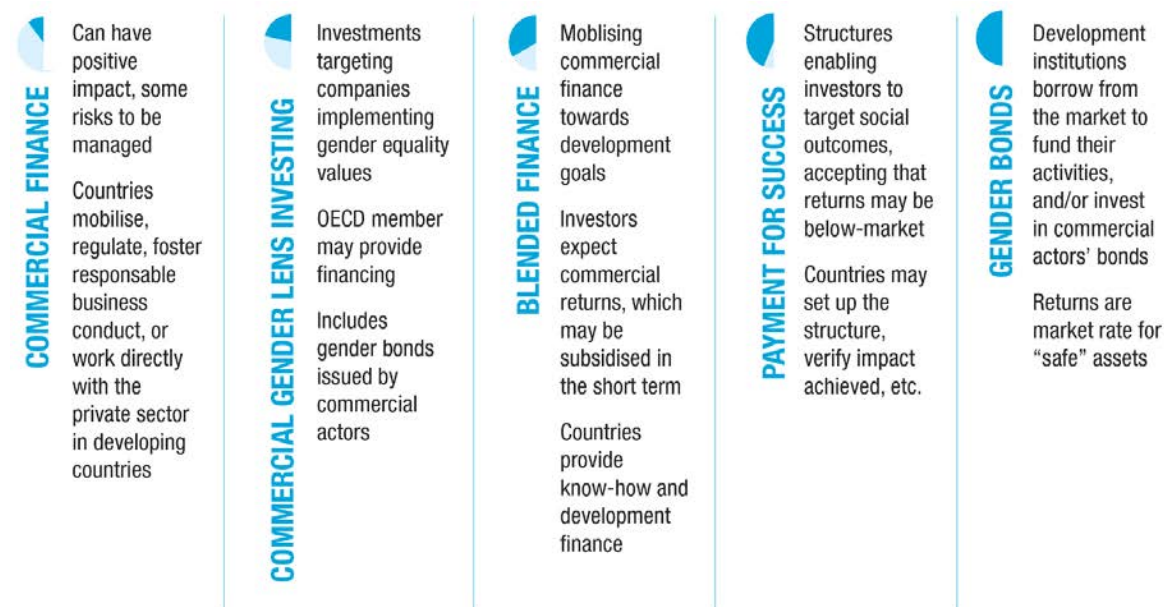 COMMERCIAL FINANCE
Can have
positive
impact, some
risks to be
managed
Countries
mobilise,
regulate, foster
responsible
business
conduct, or
work directly
with the
private sector
in developing
countries
COMMERCIAL GENDER LENS INVESTING
Investments
targeting
companies
implementing
gender equality
values
OECD member
may provide
financing
Includes
gender bonds
issued by
commercial
actors
BLENDED FINANCE
Moblising
commercial
finance
towards
development
goals
Investors
expect
commercial
returns, which
may be
subsidised in
the short term
Countries
provide
know-how and
development
finance
PAYMENT FOR SUCCESS
Structures
enabling
investors to
target social
outcomes,
accepting that
returns may be
below-market
Countries may
set up the
structure,
verify impact
achieved, etc.
GENDER BONDS
Development
institutions
borrow from
the market to
fund their
activities,
and/or invest
in commercial
actors’ bonds
Returns are
market rate for
“safe” assets